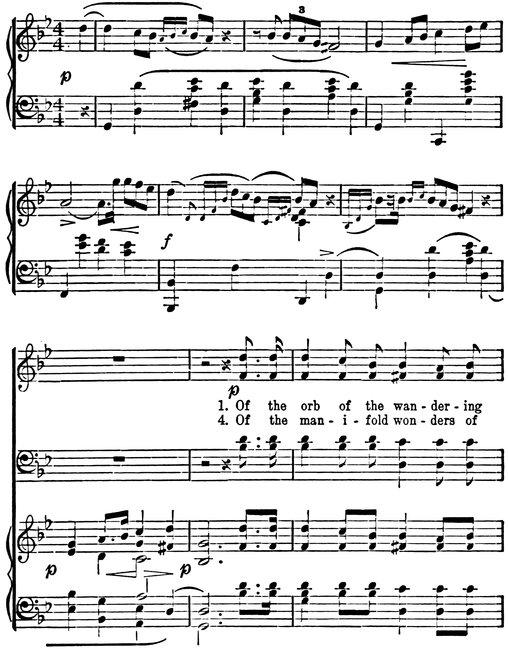 3
p
f
p
1. Of the orb of the wan - der - ing
4. Of the man - i - fold won - ders of
p p